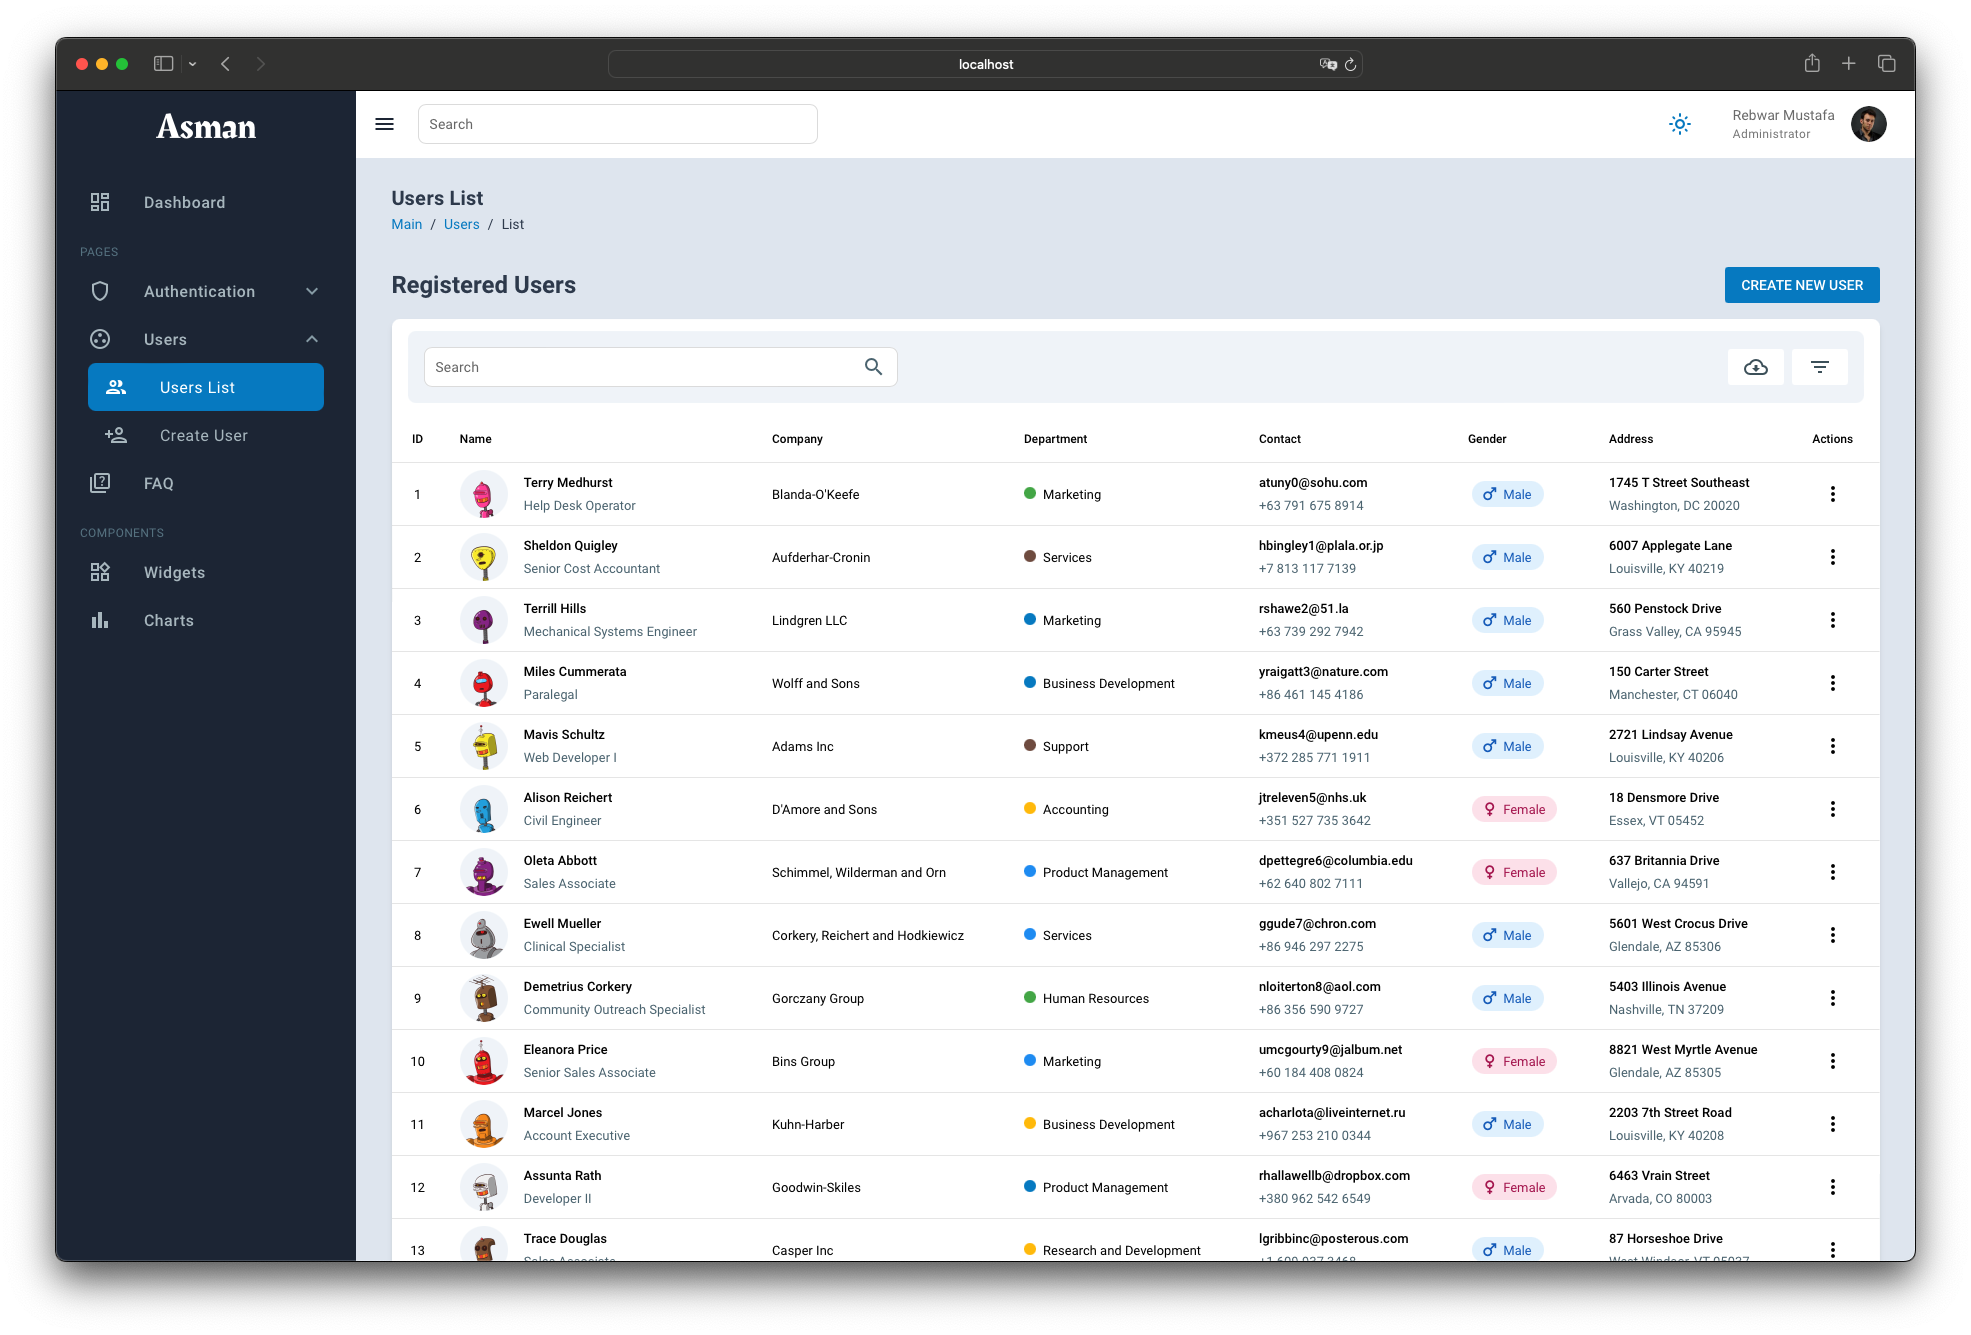 localhost
Asman
Search
Rebwar Mustafa
Administrator
Dashboard
PAGES
Authentication
Users
Users List
Create User
FAQ
COMPONENTS
Widgets
Charts
Users List
Main / Users / List
Registered Users
CREATE NEW USER
Search
ID Name Company Department Contact Gender Address Actions
Terry Medhurst atuny0@sohu.com 1745 T Street Southeast
1 Blanda-O'Keefe Marketing Male
Help Desk Operator +63 791 675 8914 Washington, DC 20020
Sheldon Quigley hbingley1@plala.or.jp 6007 Applegate Lane
2 Aufderhar-Cronin Services Male
Senior Cost Accountant +7 813 117 7139 Louisville, KY 40219
Terrill Hills rshawe2@51.la 560 Penstock Drive
3 Lindgren LLC Marketing Male
Mechanical Systems Engineer +63 739 292 7942 Grass Valley, CA 95945
Miles Cummerata yraigatt3@nature.com 150 Carter Street
4 Wolff and Sons Business Development Male
Paralegal +86 461 145 4186 Manchester, CT 06040
Mavis Schultz kmeus4@upenn.edu 2721 Lindsay Avenue
5 Adams Inc Support Male
Web Developer I +372 285 771 1911 Louisville, KY 40206
Alison Reichert jtreleven5@nhs.uk 18 Densmore Drive
6 D'Amore and Sons Accounting Female
Civil Engineer +351 527 735 3642 Essex, VT 05452
Oleta Abbott dpettegre6@columbia.edu 637 Britannia Drive
7 Schimmel, Wilderman and Orn Product Management Female
Sales Associate +62 640 802 7111 Vallejo, CA 94591
Ewell Mueller ggude7@chron.com 5601 West Crocus Drive
8 Corkery, Reichert and Hodkiewicz Services Male
Clinical Specialist +86 946 297 2275 Glendale, AZ 85306
Demetrius Corkery nloiterton8@aol.com 5403 Illinois Avenue
9 Gorczany Group Human Resources Male
Community Outreach Specialist +86 356 590 9727 Nashville, TN 37209
Eleanora Price umcgourty9@jalbum.net 8821 West Myrtle Avenue
10 Bins Group Marketing Female
Senior Sales Associate +60 184 408 0824 Glendale, AZ 85305
Marcel Jones acharlota@liveinternet.ru 2203 7th Street Road
11 Kuhn-Harber Business Development Male
Account Executive +967 253 210 0344 Louisville, KY 40208
Assunta Rath rhallawellb@dropbox.com 6463 Vrain Street
12 Goodwin-Skiles Product Management Female
Developer II +380 962 542 6549 Arvada, CO 80003
Trace Douglas lgribbinc@posterous.com 87 Horseshoe Drive
13 Casper Inc Research and Development Male
Sales Associate